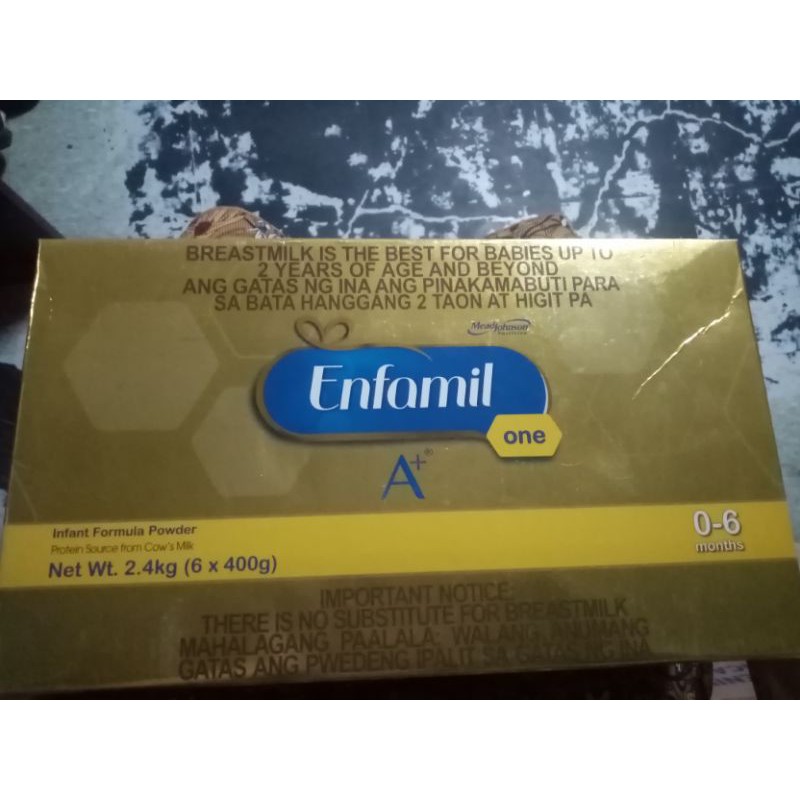 BREASTMILK IS THE BEST FOR BABIES UP TO
2 YEARS OF AGE AND BEYOND
ANG GATAS NG INA ANG PINAKAMABUTI PARA
SA BATA HANGGANG 2 TAON AT HIGIT PA
MeadJohnson
Enfamil
one
A+®
Infant Formula Powder
Protein Source from Cow's Milk
Net Wt. 2.4kg (6 x 400g)
0-6
months
IMPORTANT NOTICE:
THERE IS NO SUBSTITUTE FOR BREASTMILK
MAHALAGANG PAALALA: WALANG ANUMANG
GATAS ANG PWEDENG IPALIT SA GATAS NG INA